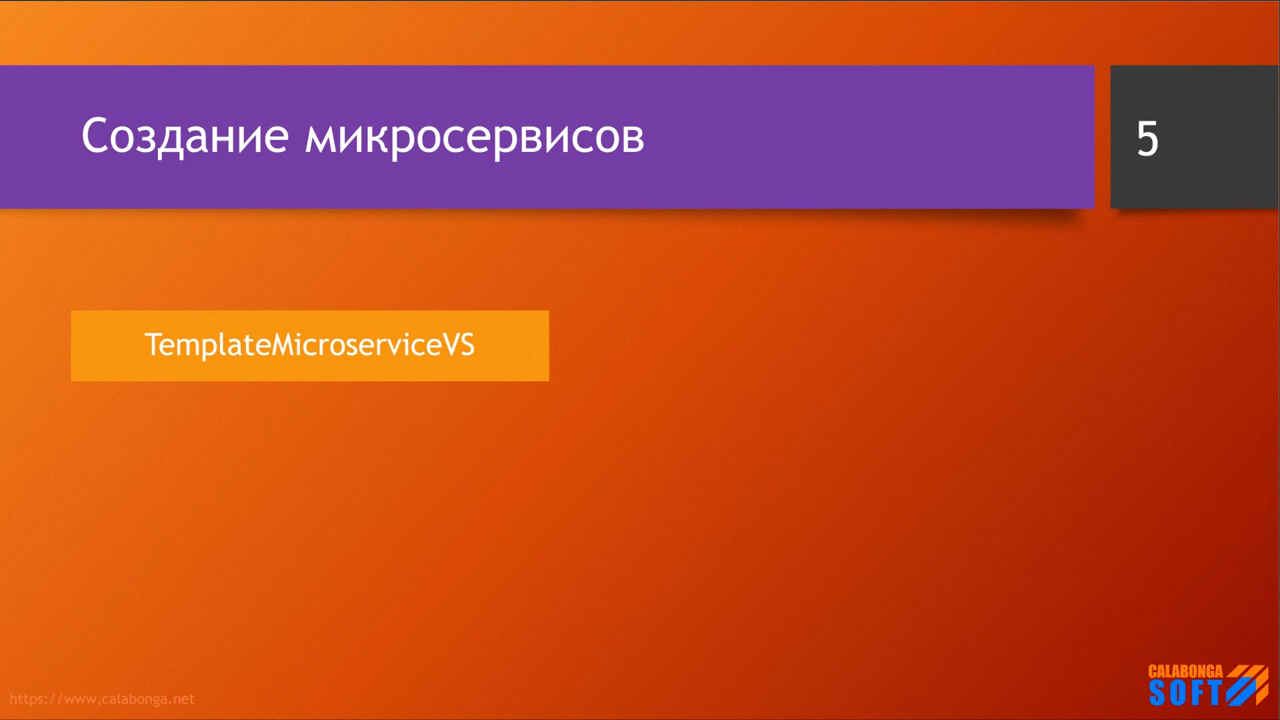 Создание микросервисов
5
TemplateMicroserviceVS
https://www.calabonga.net
CALABONGA
SOFT